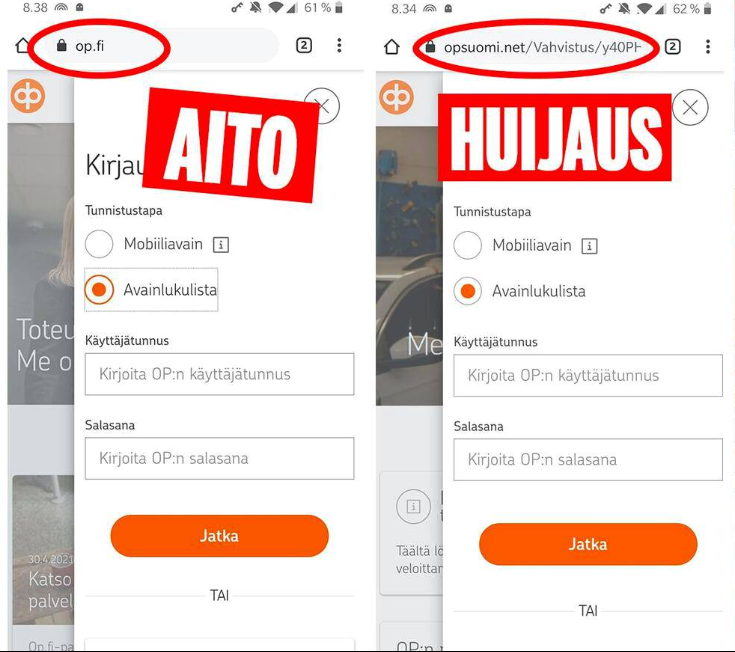 8.38
61 %
op.fi
2
AITO
Kirjau
Tunnistustapa
Mobiiliavain
i
Avainlukulista
Toteu
Me o
Käyttäjätunnus
Kirjoita OP:n käyttäjätunnus
Salasana
Kirjoita OP:n salasana
Jatka
30.4.2021
Katso
palvel
TAI
Op.fi-pa
8.34
62 %
opsuomi.net/Vahvistus/y40PH
2
HUIJAUS
Tunnistustapa
Mobiiliavain
i
Avainlukulista
Me
Käyttäjätunnus
Kirjoita OP:n käyttäjätunnus
Salasana
Kirjoita OP:n salasana
i
Täältä lö
veloittar
Jatka
TAI
OP:n